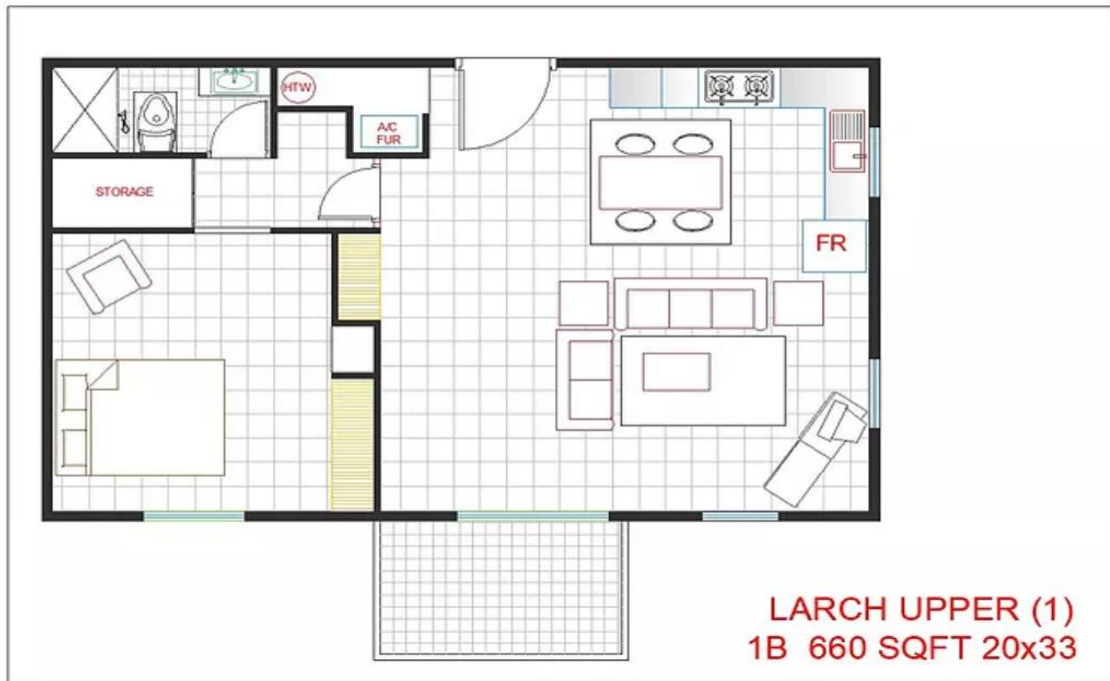 HTW
A/C
FUR
STORAGE
FR
LARCH UPPER (1)
1B 660 SQFT 20x33